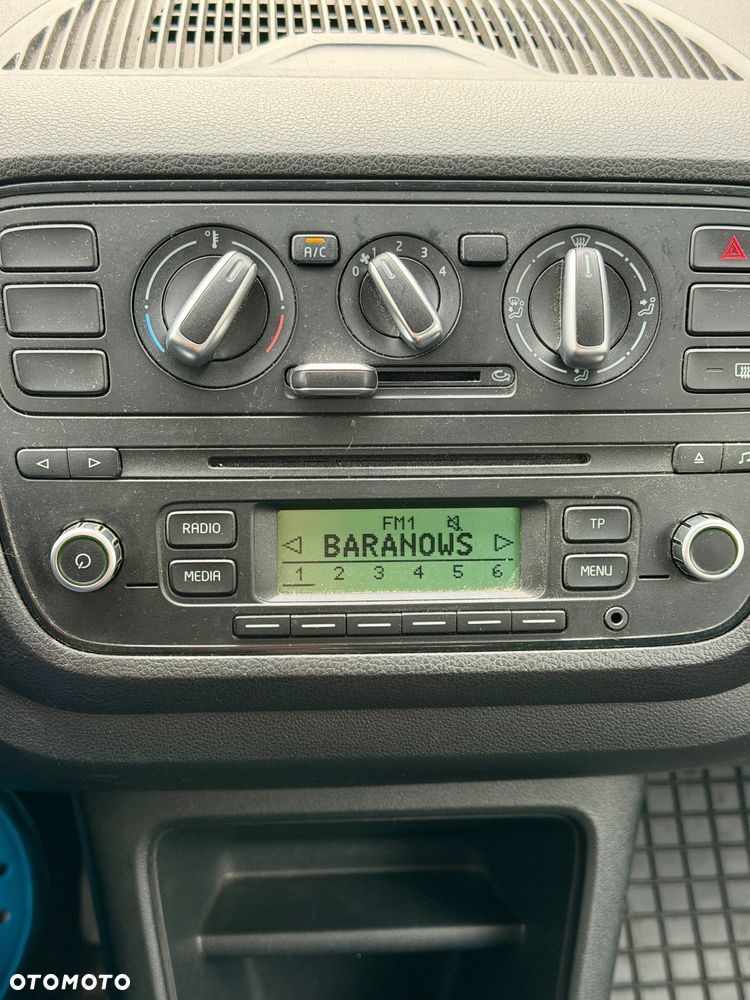 A/C
0 1 2 3 4
RADIO
FM1
TP
BARANOWS
MEDIA
1 2 3 4 5 6
MENU
OTOMOTO